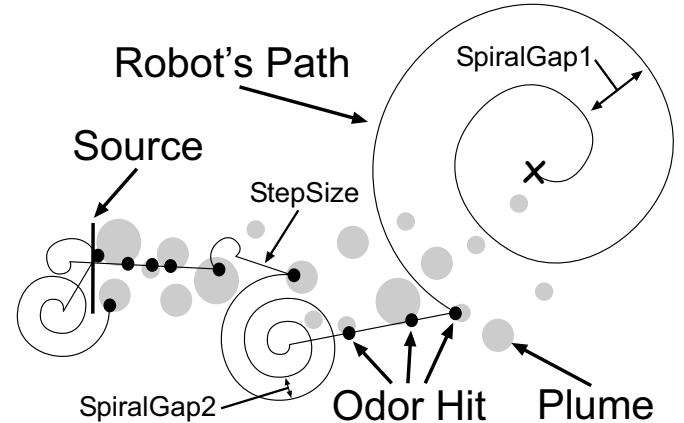 SpiralGap1
Robot's Path
Source
StepSize
SpiralGap2
Odor Hit
Plume